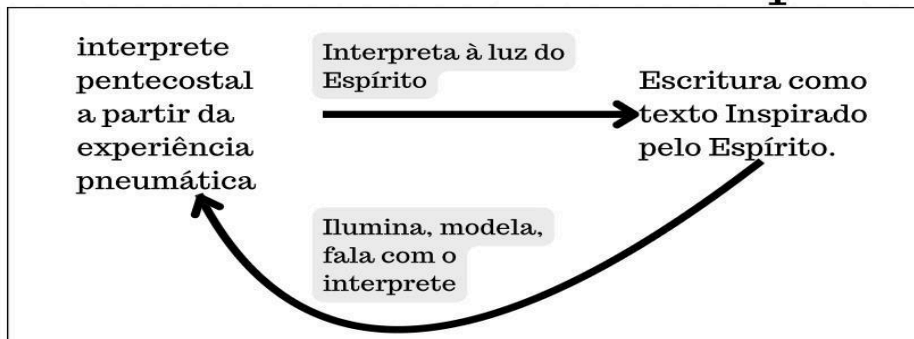 interprete
pentecostal
a partir da
experiência
pneumática
Interpreta à luz do
Espírito
Escritura como
texto Inspirado
pelo Espírito.
Ilumina, modela,
fala com o
interprete